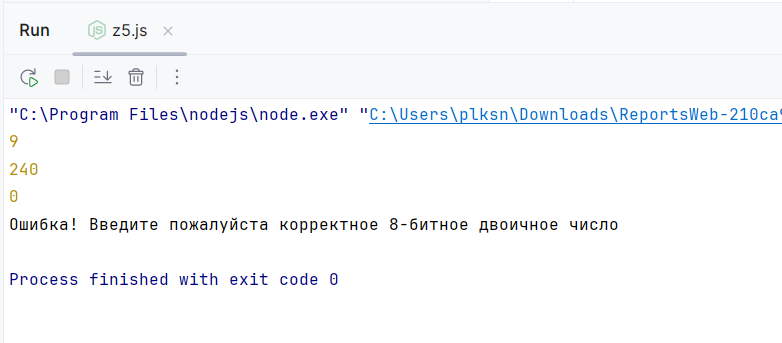 Run z5.js
"C:\Program Files\nodejs\node.exe" "C:\Users\plksn\Downloads\ReportsWeb-210ca
9
240
0
Ошибка! Введите пожалуйста корректное 8-битное двоичное число
Process finished with exit code 0